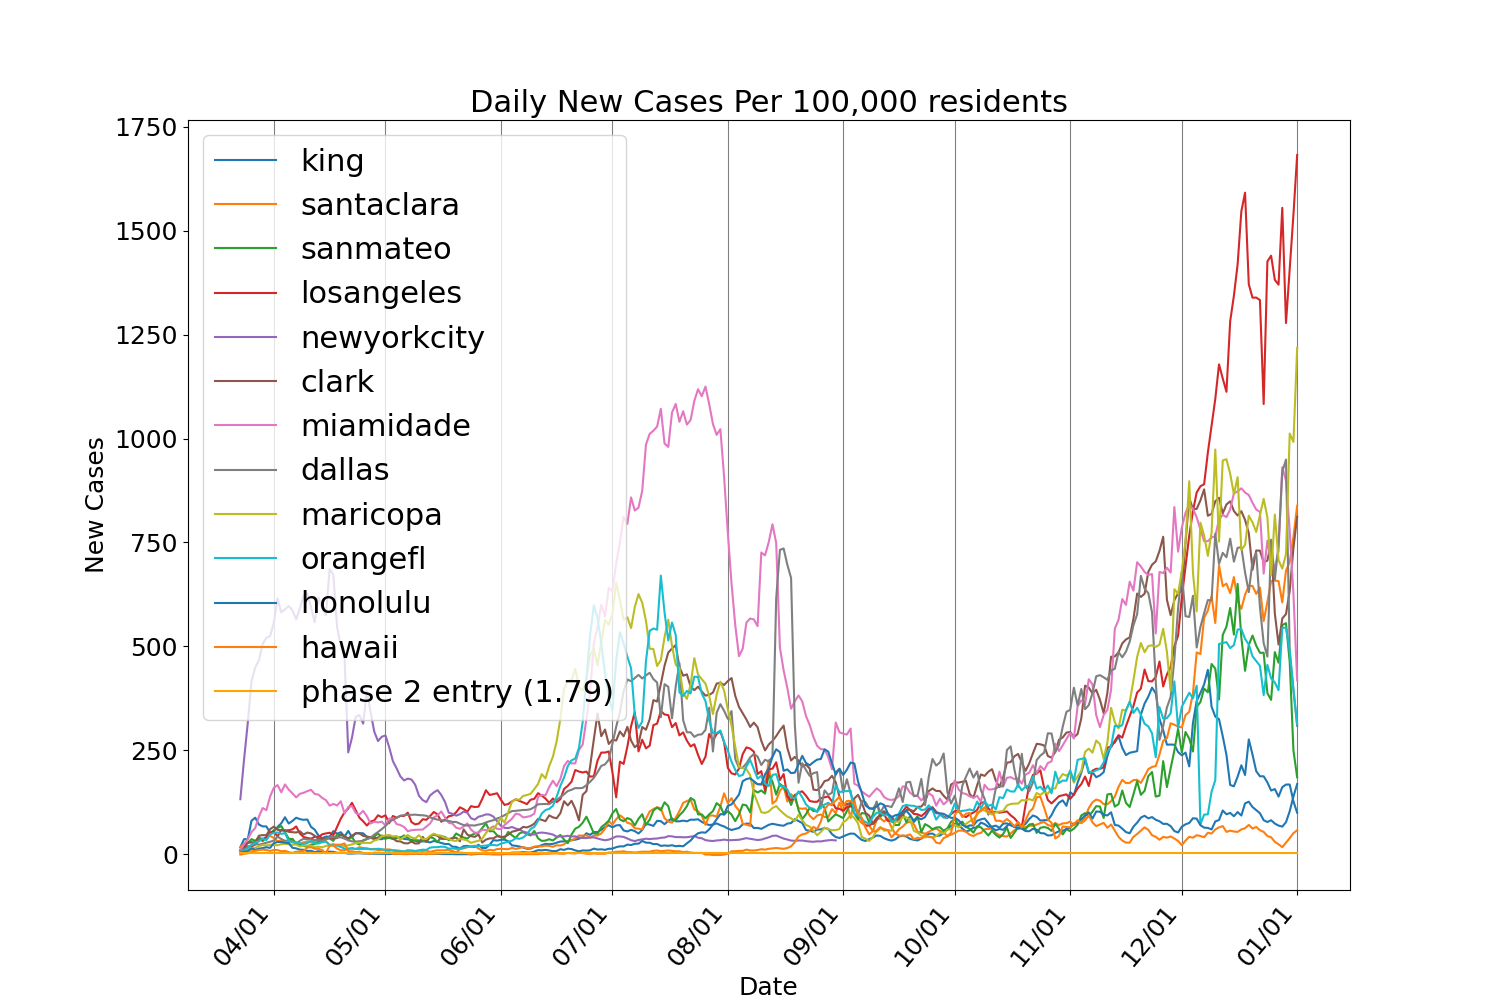 Daily New Cases Per 100,000 residents
1750
1500
1250
1000
750
500
250
0
New Cases
king
santaclara
sanmateo
losangeles
newyorkcity
clark
miamidade
dallas
maricopa
orangefl
honolulu
hawaii
phase 2 entry (1.79)
04/01
05/01
06/01
07/01
08/01
09/01
10/01
11/01
12/01
01/01
Date